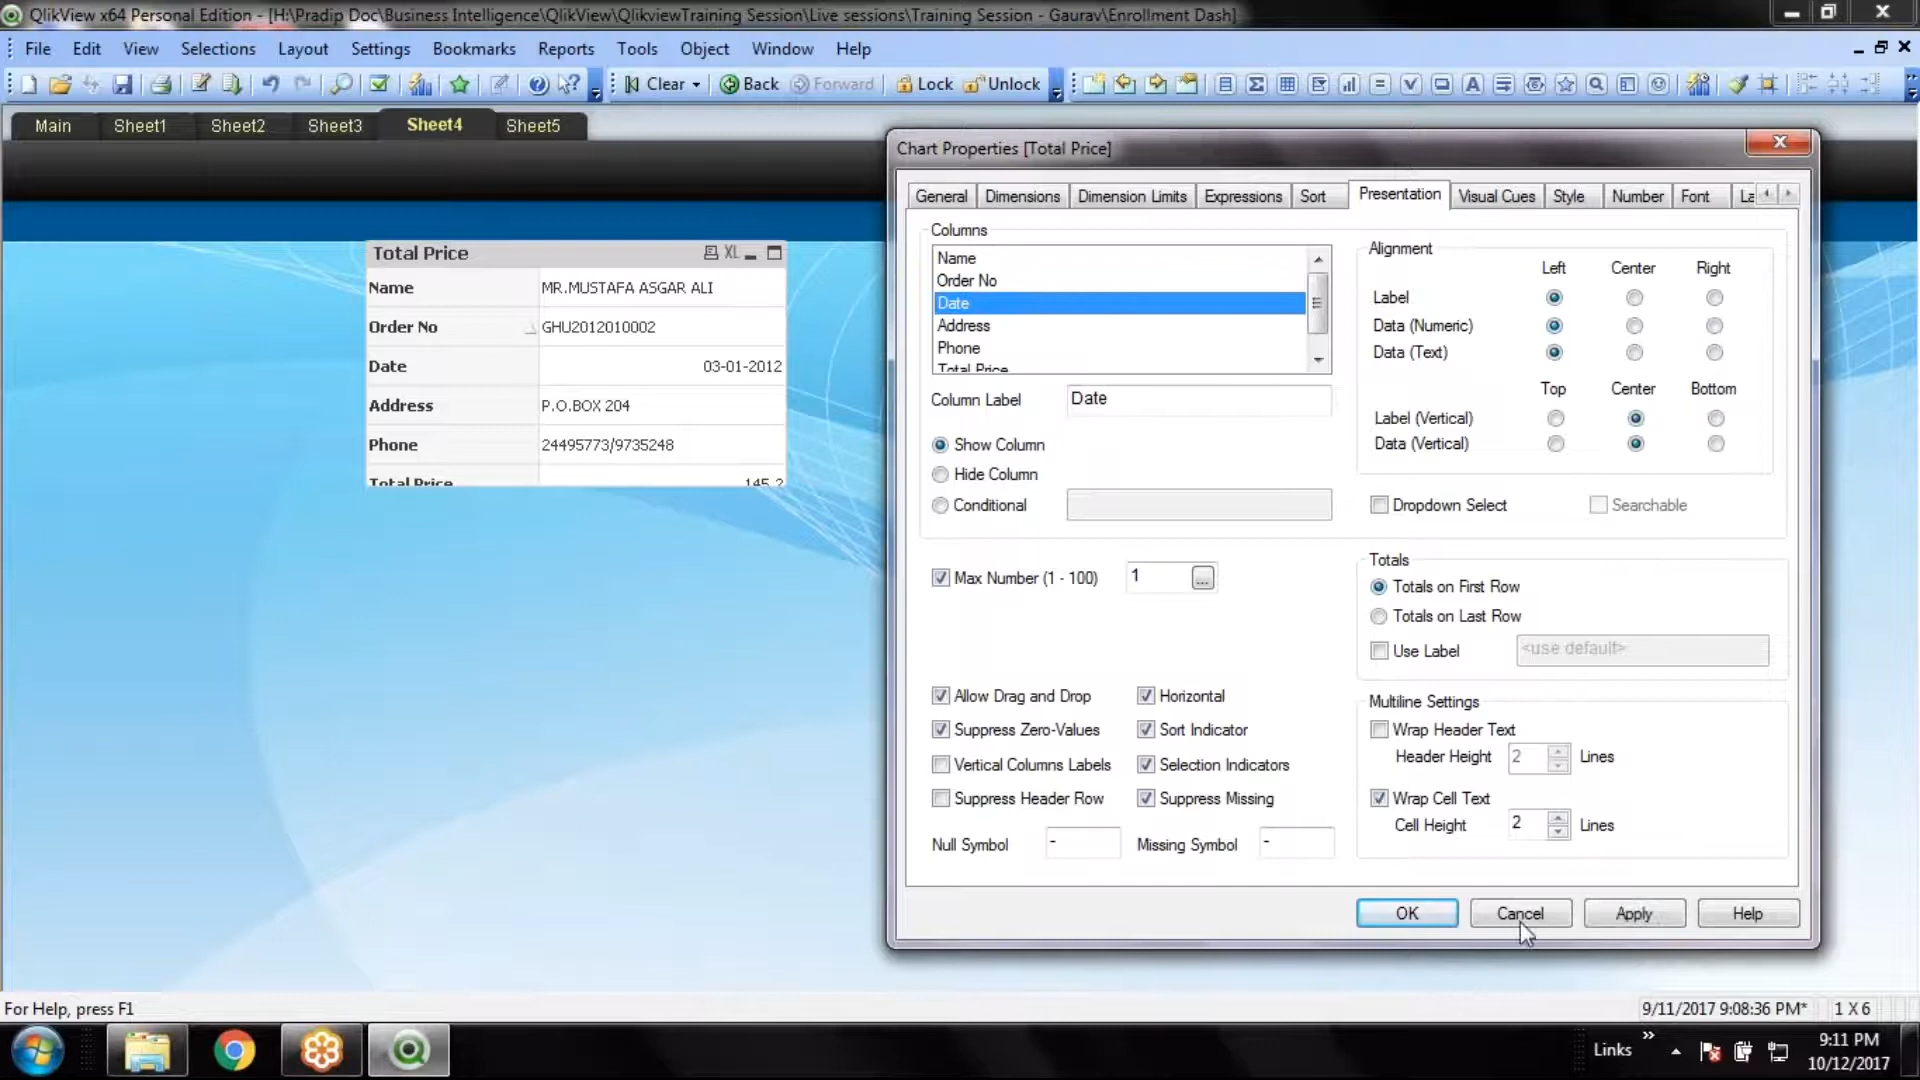 QlikView x64 Personal Edition - [H:\Pradip Doc\Business Intelligence\QlikView\QlikviewTraining Session\Live sessions\Training Session - Gaurav\Enrollment Dash]
File Edit View Selections Layout Settings Bookmarks Reports Tools Object Window Help
Clear Back Forward Lock Unlock
Main Sheet1 Sheet2 Sheet3 Sheet4 Sheet5
Total Price XL
Name MR.MUSTAFA ASGAR ALI
Order No GHU2012010002
Date 03-01-2012
Address P.O.BOX 204
Phone 24495773/9735248
Total Price 145.2
Chart Properties [Total Price]
General Dimensions Dimension Limits Expressions Sort Presentation Visual Cues Style Number Font La
Columns
Name
Order No
Date
Address
Phone
Total Price
Column Label Date
Show Column
Hide Column
Conditional
Alignment
Left Center Right
Label
Data (Numeric)
Data (Text)
Top Center Bottom
Label (Vertical)
Data (Vertical)
Dropdown Select Searchable
Max Number (1 - 100) 1 ...
Totals
Totals on First Row
Totals on Last Row
Use Label <use default>
Allow Drag and Drop Horizontal
Suppress Zero-Values Sort Indicator
Vertical Columns Labels Selection Indicators
Suppress Header Row Suppress Missing
Null Symbol - Missing Symbol -
Multiline Settings
Wrap Header Text
Header Height 2 Lines
Wrap Cell Text
Cell Height 2 Lines
OK Cancel Apply Help
For Help, press F1 9/11/2017 9:08:36 PM* 1 X 6
Links 9:11 PM
10/12/2017